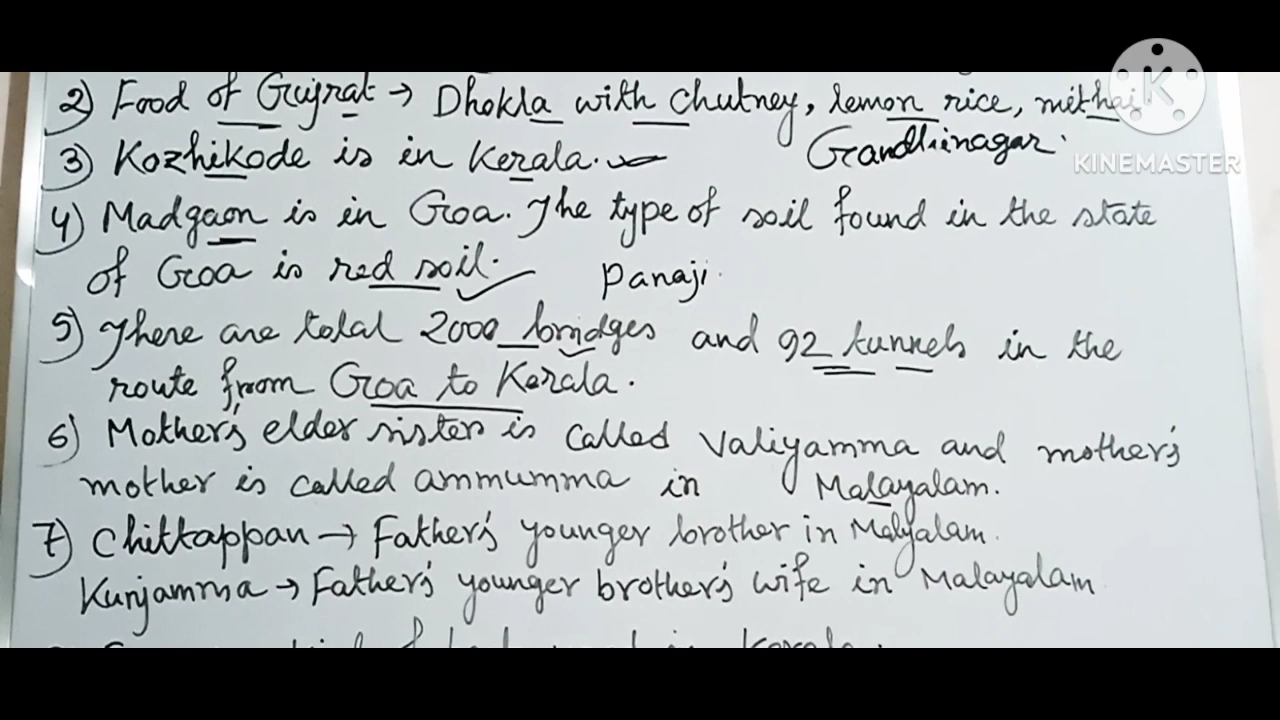 2) Food of Gujrat → Dhokla with chutney, lemon rice, mithai
Gandhinagar.
3) Kozhikode is in Kerala.
KINEMASTER
4) Madgaon is in Goa. The type of soil found in the state
of Goa is red soil.
Panaji.
5) There are total 2000 bridges and 92 tunnels in the
route from Goa to Kerala.
6) Mother's elder sister is called Valiyamma and mother's
mother is called ammumma in Malayalam.
7) Chittappan → Father's younger brother in Malyalam.
Kunjamma → Father's younger brother's wife in Malayalam
in Kerala.